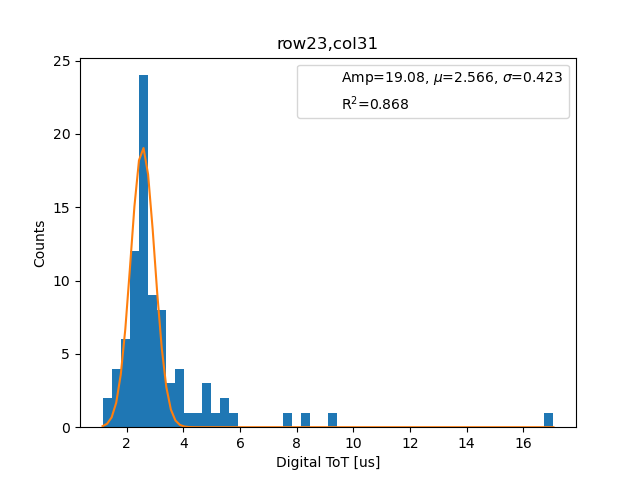 row23,col31
Amp=19.08, μ=2.566, σ=0.423
R²=0.868
25
20
15
10
5
0
Counts
2 4 6 8 10 12 14 16
Digital ToT [us]